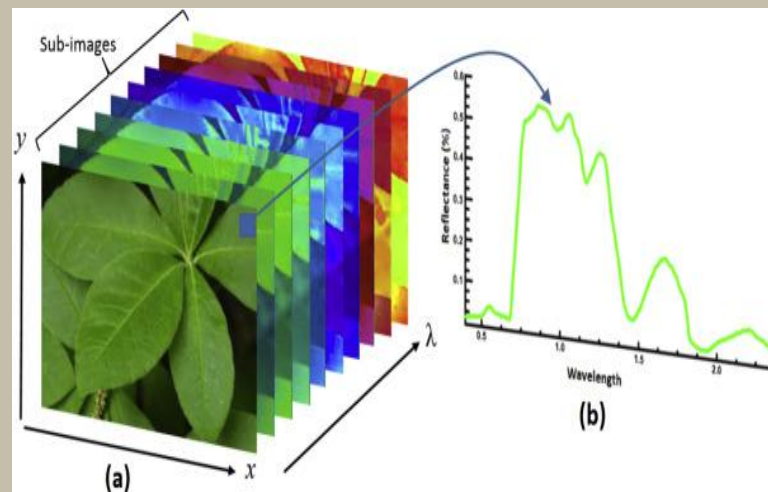 Sub-images
y
x
λ
(a)
0.6
0.5
0.4
0.3
0.2
0.1
Reflectance (%)
0.5
1.0
1.5
2.0
Wavelength
(b)